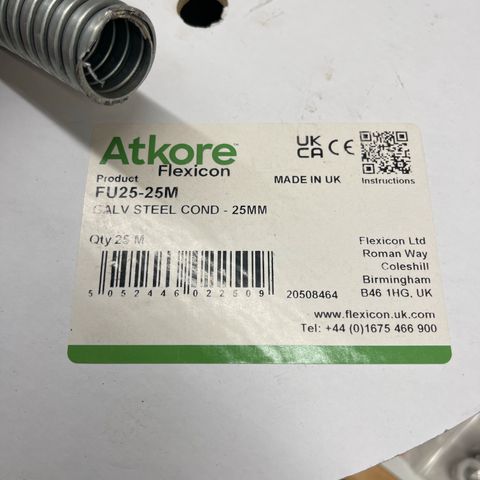 Atkore
Flexicon
UK
CA CE
Product
FU25-25M
MADE IN UK
Instructions
GALV STEEL COND - 25MM
Qty 25 M
Flexicon Ltd
Roman Way
Coleshill
Birmingham
B46 1HG, UK
5 052446 022509
20508464
www.flexicon.uk.com
Tel: +44 (0)1675 466 900